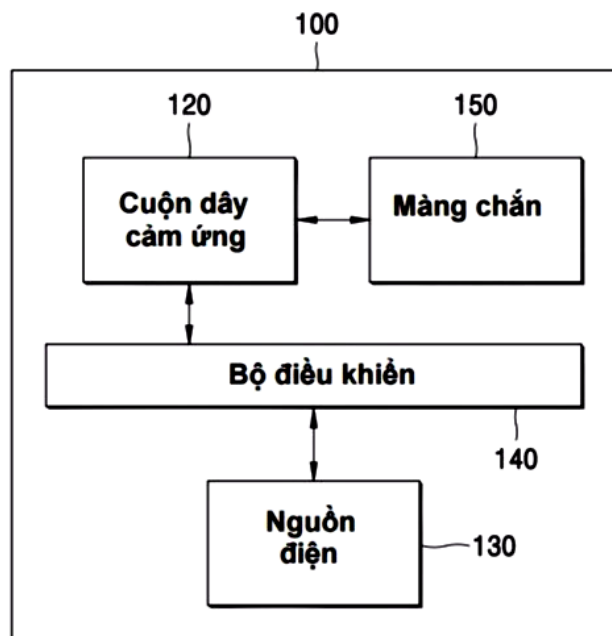 100
120
150
Cuộn dây
cảm ứng
Màng chắn
Bộ điều khiển
140
Nguồn
điện
130